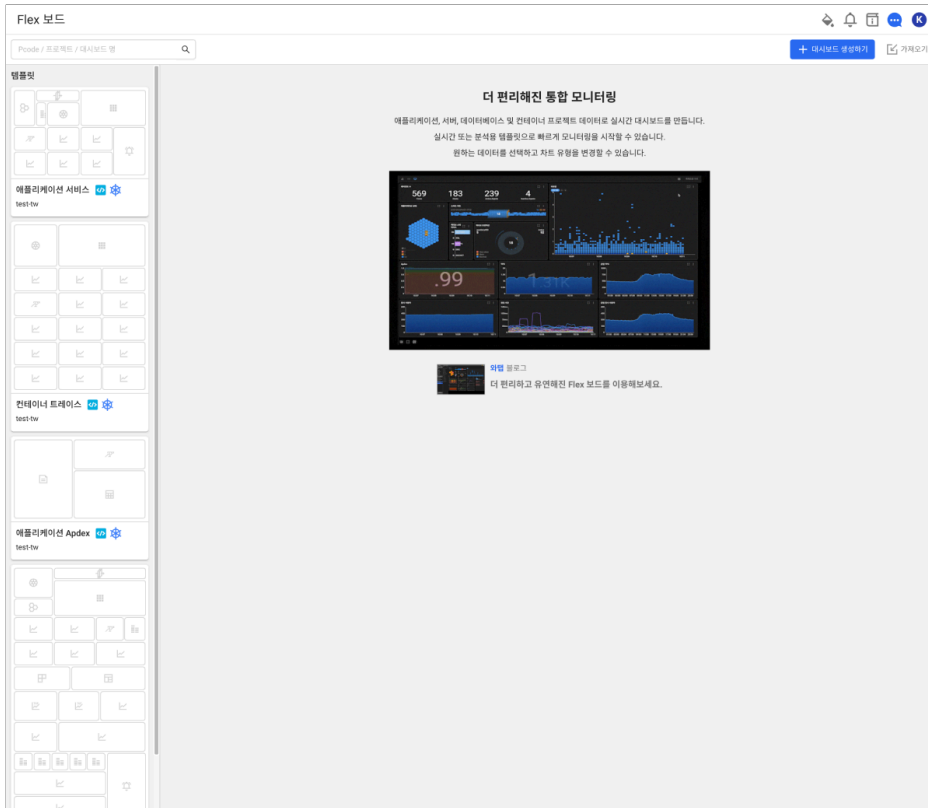 Flex 보드
K
Pcode / 프로젝트 / 대시보드 명
+ 대시보드 생성하기
가져오기
템플릿
더 편리해진 통합 모니터링
애플리케이션, 서버, 데이터베이스 및 컨테이너 프로젝트 데이터로 실시간 대시보드를 만듭니다.
실시간 또는 분석용 템플릿으로 빠르게 모니터링을 시작할 수 있습니다.
원하는 데이터를 선택하고 차트 유형을 변경할 수 있습니다.
569
183
239
4
.99
1.31K
와탭 블로그
더 편리하고 유연해진 Flex 보드를 이용해보세요.
애플리케이션 서비스
test-tw
컨테이너 트레이스
test-tw
애플리케이션 Apdex
test-tw